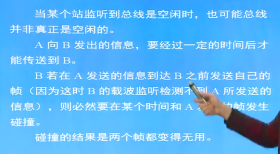 当某个站监听到总线是空闲时，也可能总线
并非真正是空闲的。
A 向 B 发出的信息，要经过一定的时间后才
能传送到 B。
B 若在 A 发送的信息到达 B 之前发送自己的
帧（因为这时 B 的载波监听检测不到 A 所发送的
信息），则必然要在某个时间和 A 帧发生
碰撞。
碰撞的结果是两个帧都变得无用。